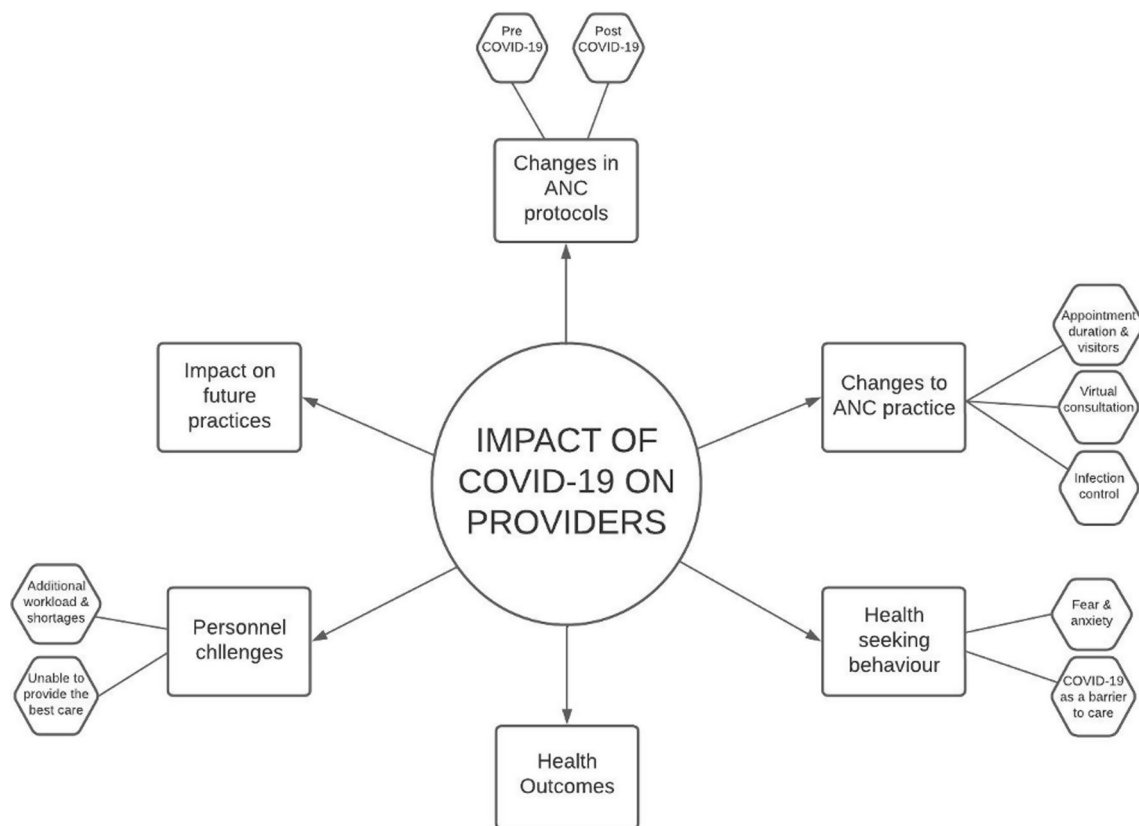 Pre
COVID-19
Post
COVID-19
Changes in
ANC
protocols
Appointment
duration &
visitors
Impact on
future
practices
Changes to
ANC practice
Virtual
consultation
IMPACT OF
COVID-19 ON
PROVIDERS
Infection
control
Additional
workload &
shortages
Personnel
chllenges
Unable to
provide the
best care
Health
seeking
behaviour
Fear &
anxiety
COVID-19
as a barrier
to care
Health
Outcomes